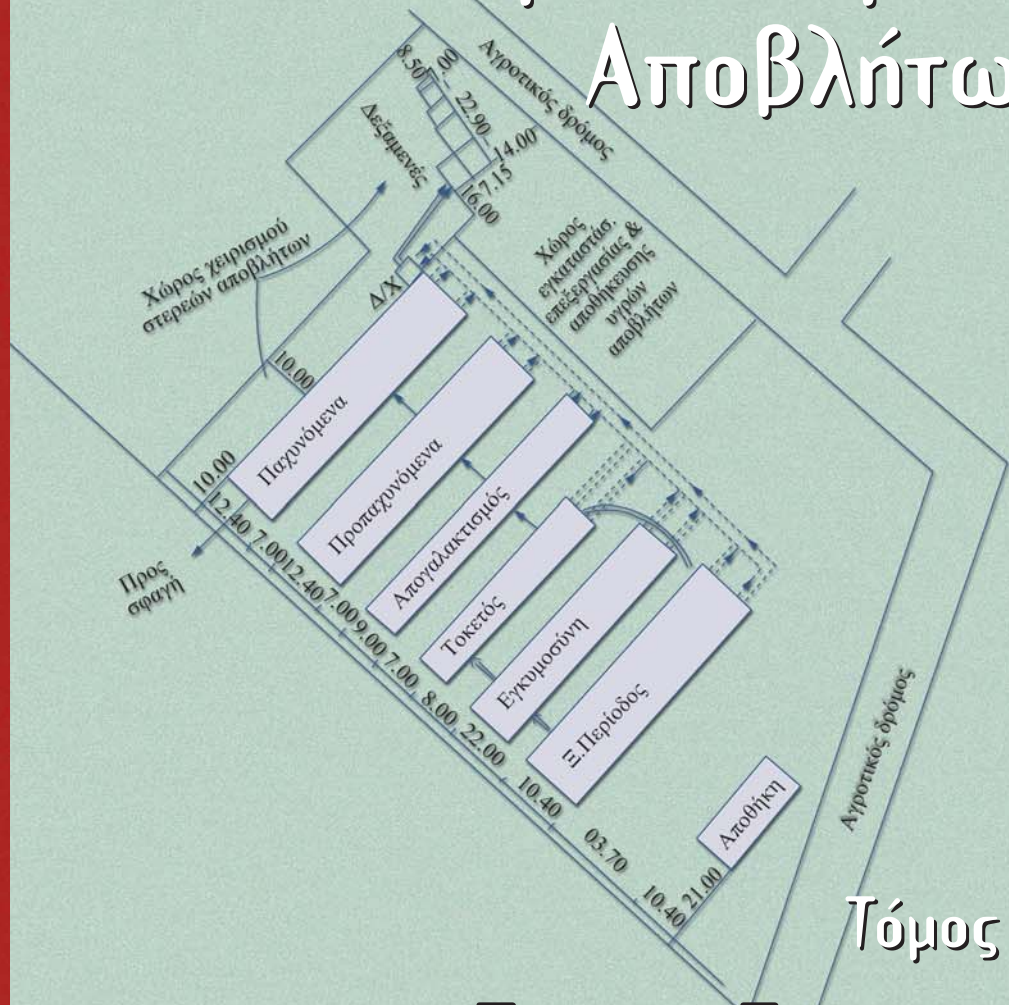 Αποβλήτω
Αγροτικός δρόμος
8.50
.00
22.90
14.00
7.15
16.00
Δεξαμενές
Χώρος χειρισμού
στερεών αποβλήτων
Χώρος
εγκαταστάσ.
επεξεργασίας &
αποθήκευσης
υγρών
αποβλήτων
Δ/Χ
10.00
Παχυνόμενα
Προπαχυνόμενα
Απογαλακτισμός
Τοκετός
Εγκυμοσύνη
Ξ.Περίοδος
Αποθήκη
10.00
12.40
7.00
12.40
7.00
9.00
7.00
8.00
22.00
10.40
03.70
10.40
21.00
Προς
σφαγή
Αγροτικός δρόμος
Τόμος